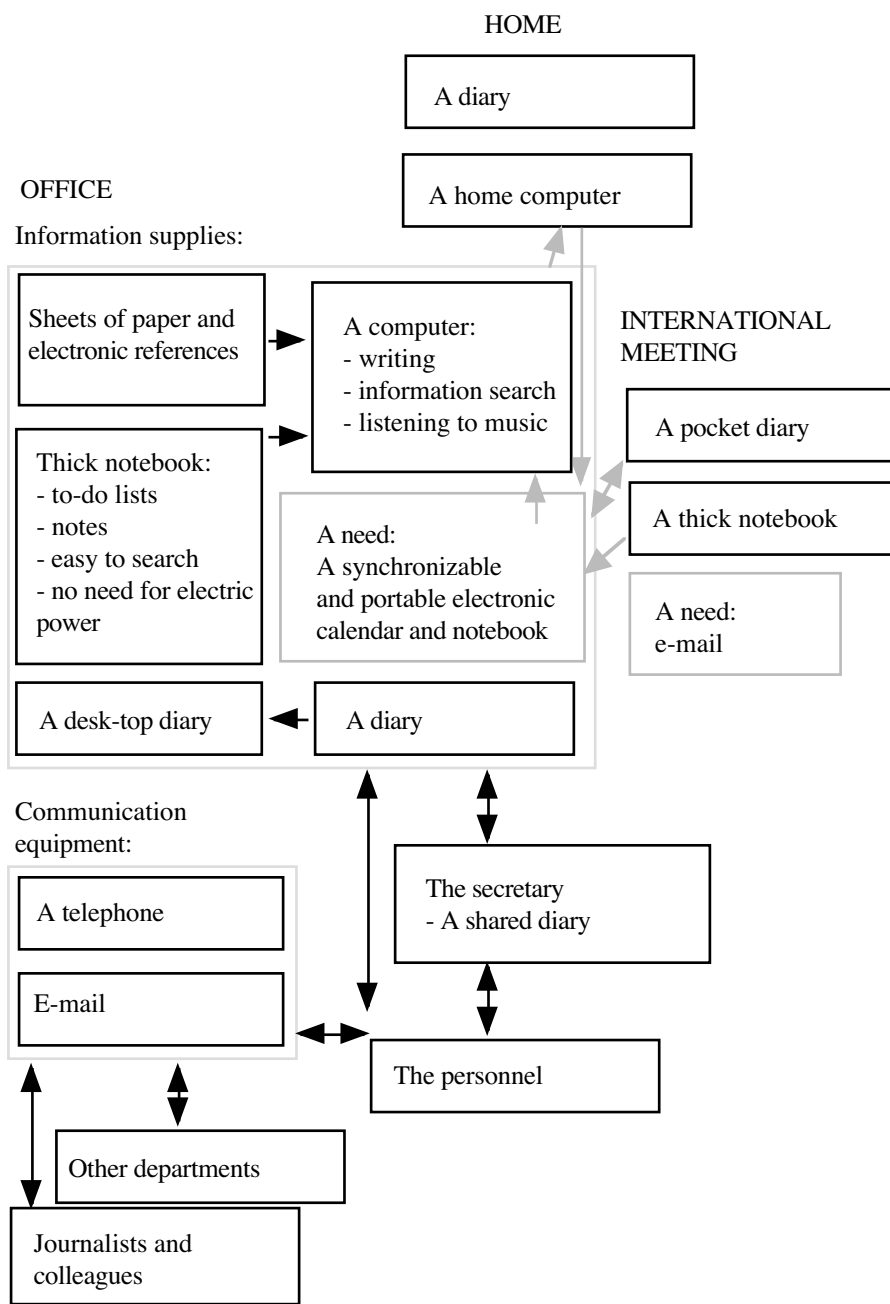 HOME
A diary
A home computer
OFFICE
Information supplies:
Sheets of paper and
electronic references
A computer:
- writing
- information search
- listening to music
Thick notebook:
- to-do lists
- notes
- easy to search
- no need for electric
power
A need:
A synchronizable
and portable electronic
calendar and notebook
A desk-top diary
A diary
INTERNATIONAL
MEETING
A pocket diary
A thick notebook
A need:
e-mail
Communication
equipment:
A telephone
E-mail
The secretary
- A shared diary
The personnel
Other departments
Journalists and
colleagues